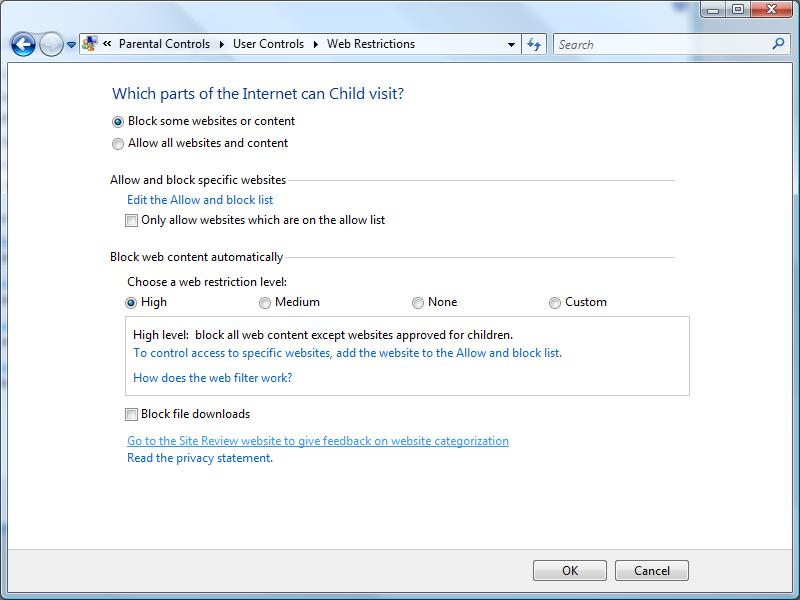 « Parental Controls ▸ User Controls ▸ Web Restrictions
Search
Which parts of the Internet can Child visit?
Block some websites or content
Allow all websites and content
Allow and block specific websites
Edit the Allow and block list
Only allow websites which are on the allow list
Block web content automatically
Choose a web restriction level:
High Medium None Custom
High level:  block all web content except websites approved for children.
To control access to specific websites, add the website to the Allow and block list.
How does the web filter work?
Block file downloads
Go to the Site Review website to give feedback on website categorization
Read the privacy statement.
OK Cancel